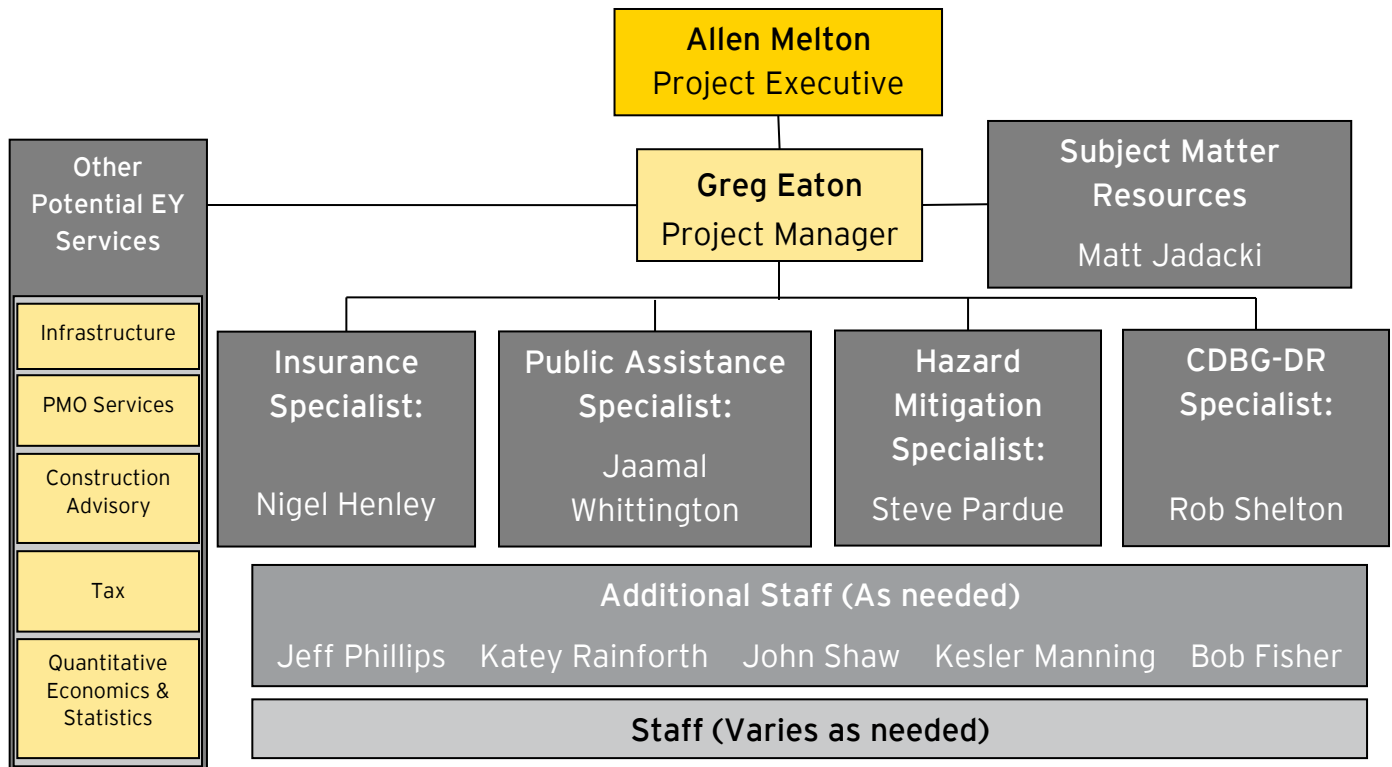 Allen Melton
Project Executive
Other
Potential EY
Services
Infrastructure
PMO Services
Construction
Advisory
Tax
Quantitative
Economics &
Statistics
Greg Eaton
Project Manager
Subject Matter
Resources
Matt Jadacki
Insurance
Specialist:
Nigel Henley
Public Assistance
Specialist:
Jaamal
Whittington
Hazard
Mitigation
Specialist:
Steve Pardue
CDBG-DR
Specialist:
Rob Shelton
Additional Staff (As needed)
Jeff Phillips Katey Rainforth John Shaw Kesler Manning Bob Fisher
Staff (Varies as needed)